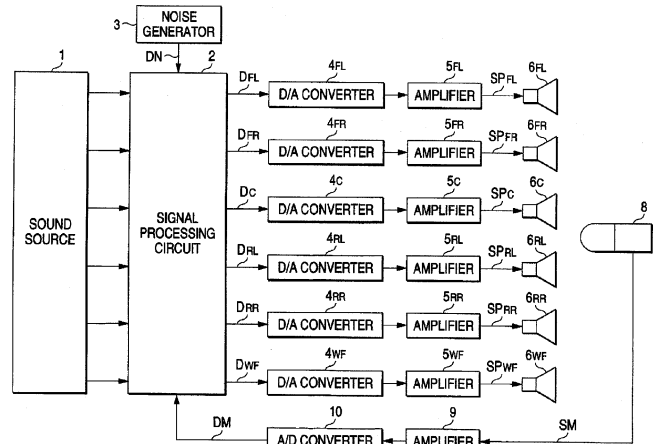 3 NOISE GENERATOR
DN
1
2
SOUND SOURCE
SIGNAL PROCESSING CIRCUIT
DFL 4FL D/A CONVERTER 5FL AMPLIFIER SPFL 6FL
DFR 4FR D/A CONVERTER 5FR AMPLIFIER SPFR 6FR
DC 4C D/A CONVERTER 5C AMPLIFIER SPC 6C
8
DRL 4RL D/A CONVERTER 5RL AMPLIFIER SPRL 6RL
DRR 4RR D/A CONVERTER 5RR AMPLIFIER SPRR 6RR
DWF 4WF D/A CONVERTER 5WF AMPLIFIER SPWF 6WF
DM 10 A/D CONVERTER 9 AMPLIFIER SM